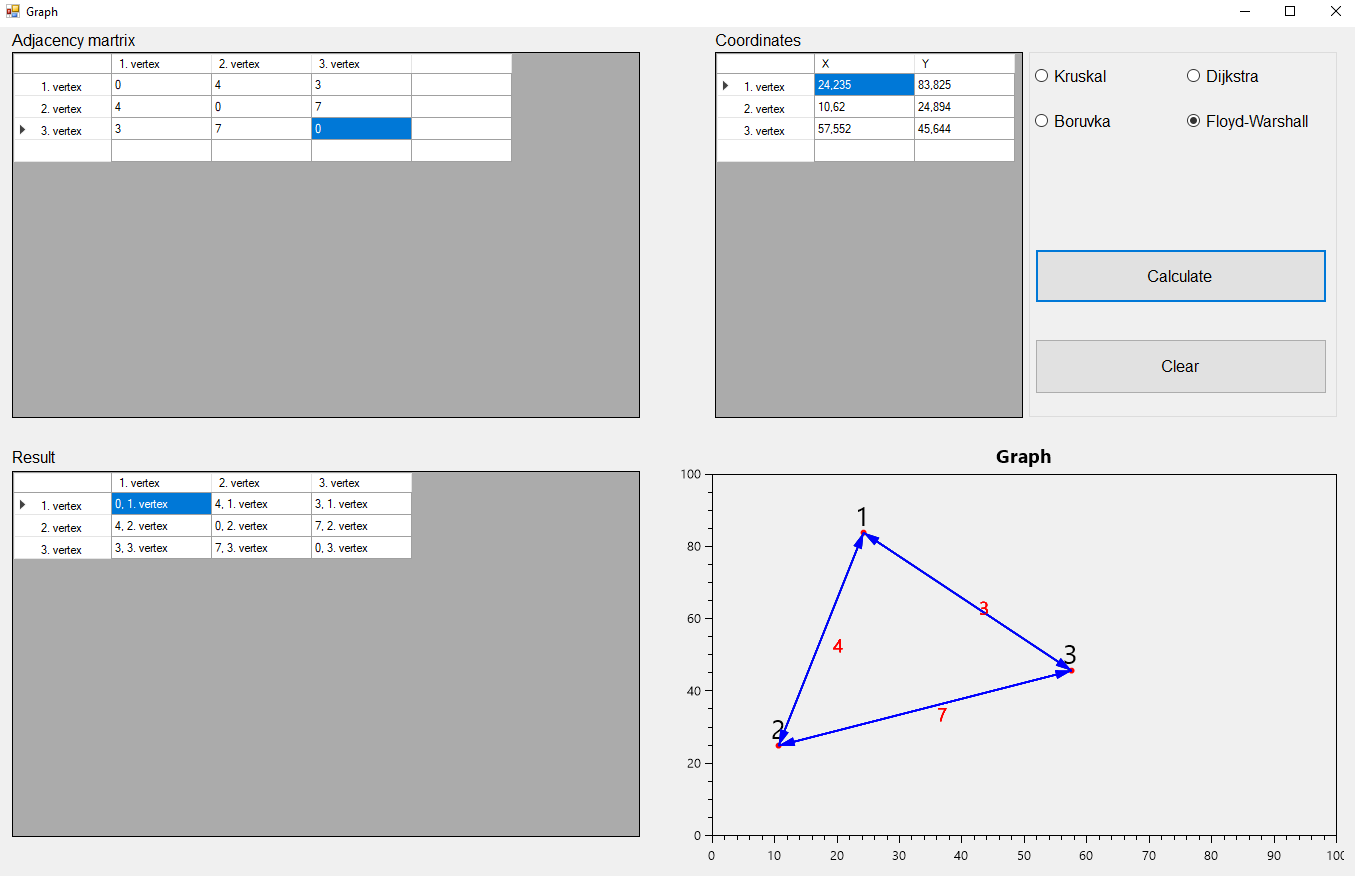 Graph
Adjacency martrix
1. vertex 2. vertex 3. vertex
1. vertex 0 4 3
2. vertex 4 0 7
3. vertex 3 7 0
Coordinates
X Y
1. vertex 24,235 83,825
2. vertex 10,62 24,894
3. vertex 57,552 45,644
Kruskal Dijkstra
Boruvka Floyd-Warshall
Calculate
Clear
Result
1. vertex 2. vertex 3. vertex
1. vertex 0, 1. vertex 4, 1. vertex 3, 1. vertex
2. vertex 4, 2. vertex 0, 2. vertex 7, 2. vertex
3. vertex 3, 3. vertex 7, 3. vertex 0, 3. vertex
Graph
100
1
80
3
60
4
3
40
7
2
20
0
0 10 20 30 40 50 60 70 80 90 100